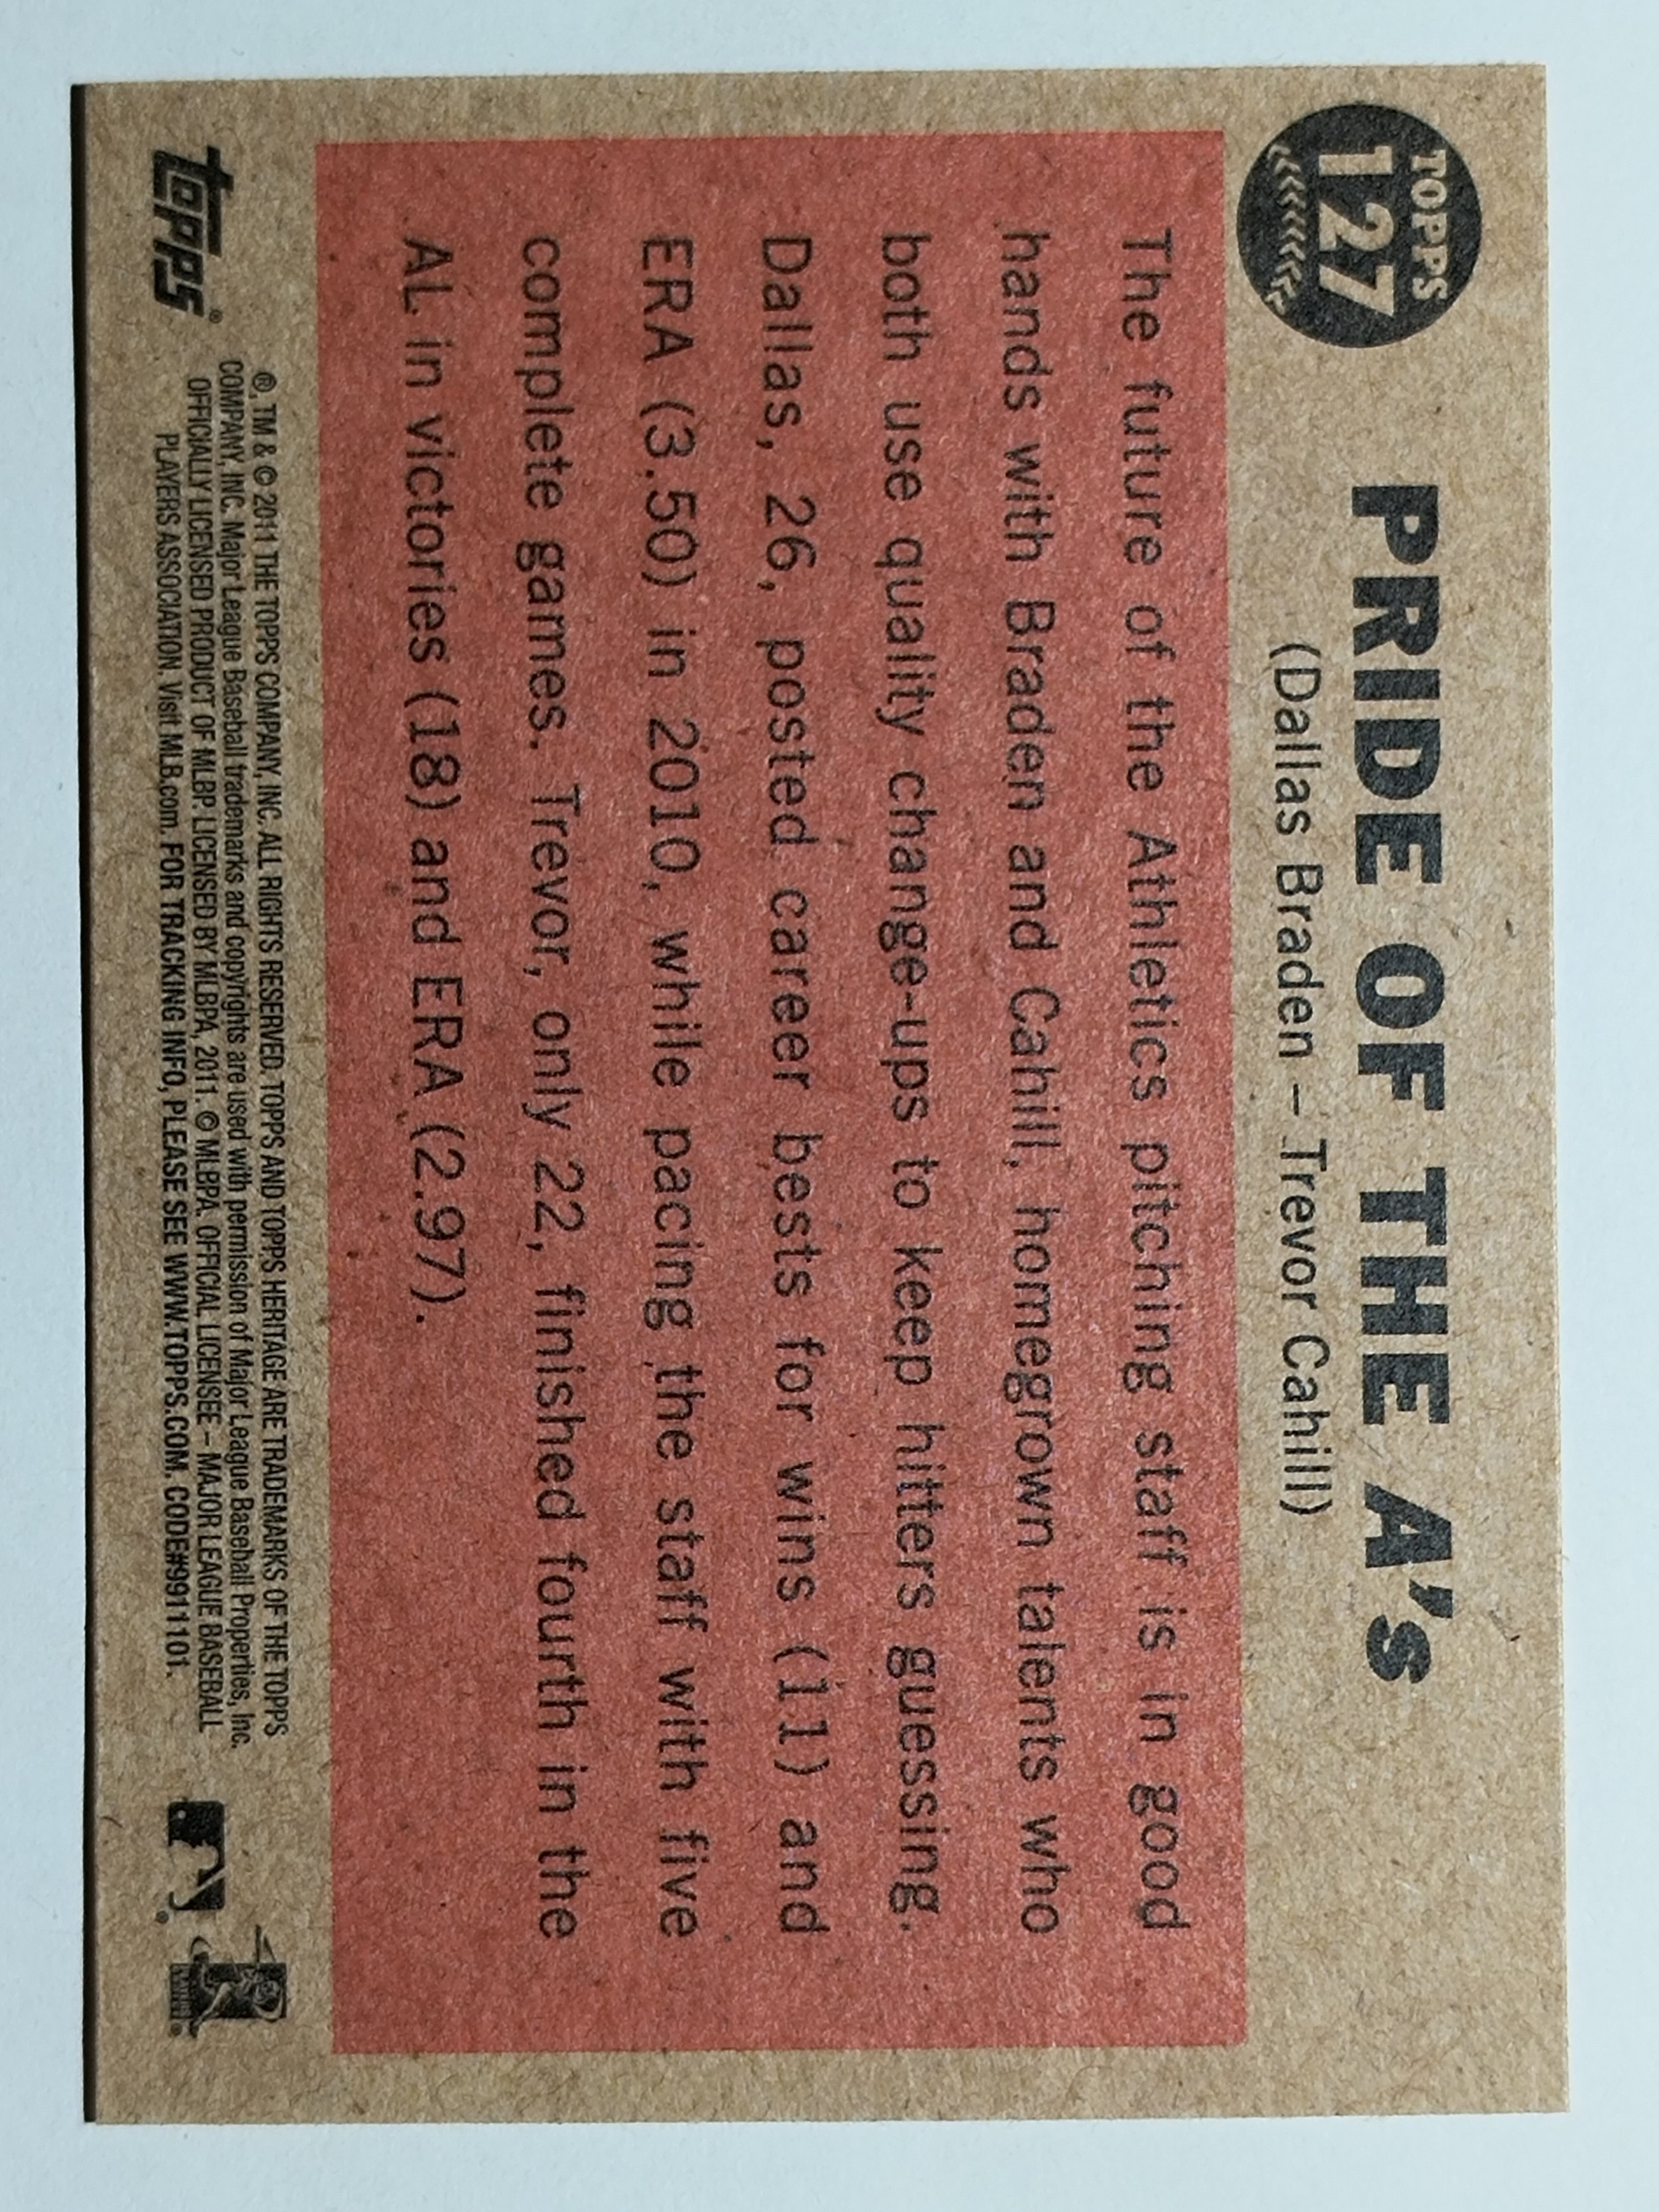 TOPPS
127
PRIDE OF THE A's
(Dallas Braden – Trevor Cahill)
The future of the Athletics pitching staff is in good
hands with Braden and Cahill, homegrown talents who
both use quality change-ups to keep hitters guessing.
Dallas, 26, posted career bests for wins (11) and
ERA (3.50) in 2010, while pacing the staff with five
complete games. Trevor, only 22, finished fourth in the
AL in victories (18) and ERA (2.97).
topps®
®, TM & © 2011 THE TOPPS COMPANY, INC. ALL RIGHTS RESERVED. TOPPS AND TOPPS HERITAGE ARE TRADEMARKS OF THE TOPPS
COMPANY, INC. Major League Baseball trademarks and copyrights are used with permission of Major League Baseball Properties, Inc.
OFFICIALLY LICENSED PRODUCT OF MLBP. LICENSED BY MLBPA, 2011. © MLBPA. OFFICIAL LICENSEE – MAJOR LEAGUE BASEBALL
PLAYERS ASSOCIATION. Visit MLB.com. FOR TRACKING INFO, PLEASE SEE WWW.TOPPS.COM. CODE#9911101.